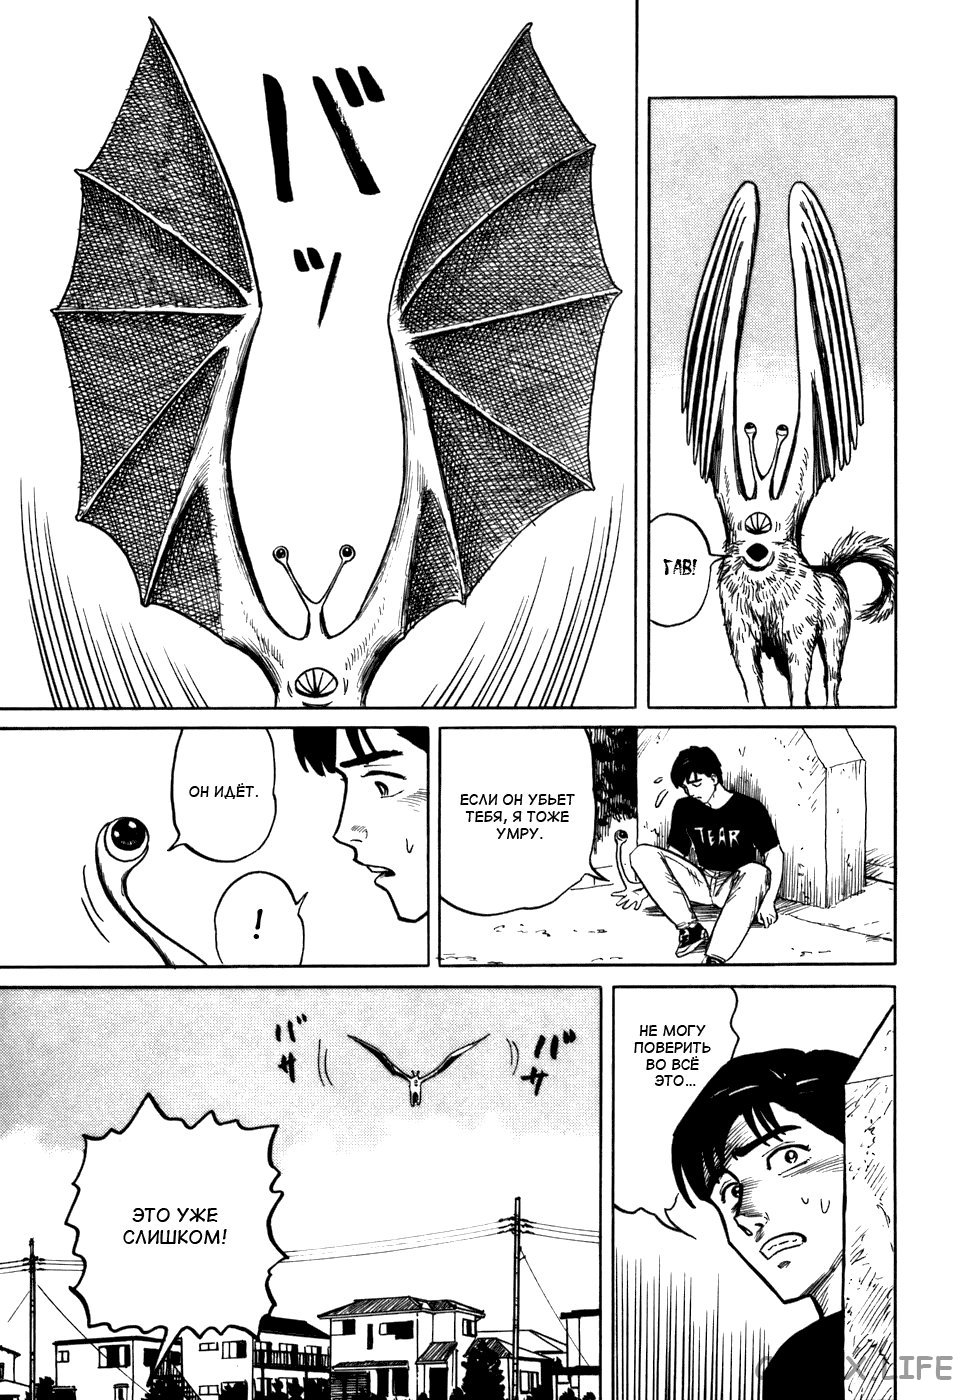 ГАВ!
バ
ッ
ЕСЛИ ОН УБЬЕТ
ТЕБЯ, Я ТОЖЕ
УМРУ.
TEAR
ОН ИДЁТ.
!
НЕ МОГУ
ПОВЕРИТЬ
ВО ВСЁ
ЭТО...
バ
サ
バ
サ
ЭТО УЖЕ
СЛИШКОМ!
X LIFE